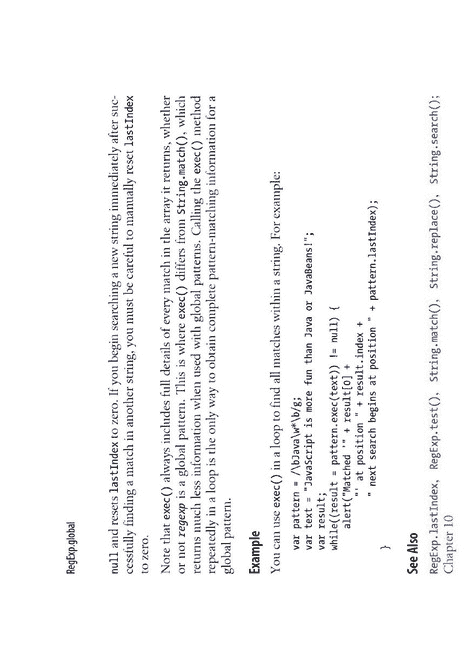 RegExp.global
null and resets lastIndex to zero. If you begin searching a new string immediately after suc-
cessfully finding a match in another string, you must be careful to manually reset lastIndex
to zero.
Note that exec() always includes full details of every match in the array it returns, whether
or not regexp is a global pattern. This is where exec() differs from String.match(), which
returns much less information when used with global patterns. Calling the exec() method
repeatedly in a loop is the only way to obtain complete pattern-matching information for a
global pattern.
Example
You can use exec() in a loop to find all matches within a string. For example:
var pattern = /\bJava\w*\b/g;
var text = "JavaScript is more fun than Java or JavaBeans!";
var result;
while((result = pattern.exec(text)) != null) {
alert("Matched '" + result[0] +
"' at position " + result.index +
" next search begins at position " + pattern.lastIndex);
}
See Also
RegExp.lastIndex, RegExp.test(), String.match(), String.replace(), String.search();
Chapter 10